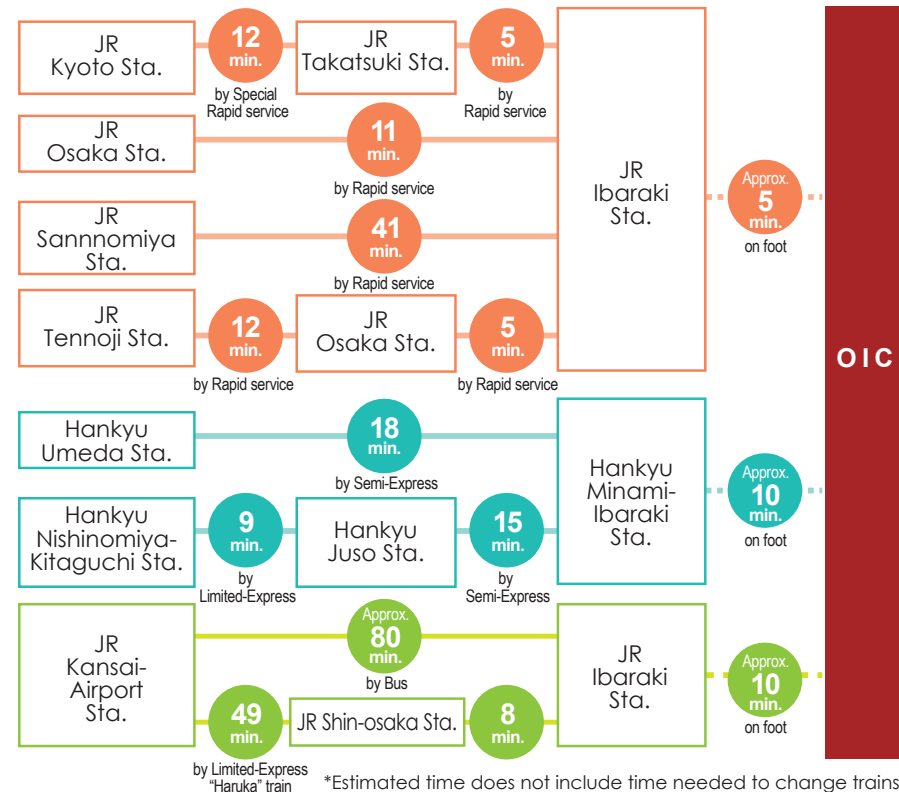 JR
Kyoto Sta.
12
min.
by Special
Rapid service
JR
Takatsuki Sta.
5
min.
by
Rapid service
JR
Osaka Sta.
11
min.
by Rapid service
JR
Sannnomiya
Sta.
41
min.
by Rapid service
JR
Tennoji Sta.
12
min.
by Rapid service
JR
Osaka Sta.
5
min.
by Rapid service
JR
Ibaraki
Sta.
Approx.
5
min.
on foot
Hankyu
Umeda Sta.
18
min.
by Semi-Express
Hankyu
Nishinomiya-
Kitaguchi Sta.
9
min.
by
Limited-Express
Hankyu
Juso Sta.
15
min.
by
Semi-Express
Hankyu
Minami-
Ibaraki
Sta.
Approx.
10
min.
on foot
JR
Kansai-
Airport
Sta.
Approx.
80
min.
by Bus
49
min.
by Limited-Express
"Haruka" train
JR Shin-osaka Sta.
8
min.
JR
Ibaraki
Sta.
Approx.
10
min.
on foot
OIC
*Estimated time does not include time needed to change trains